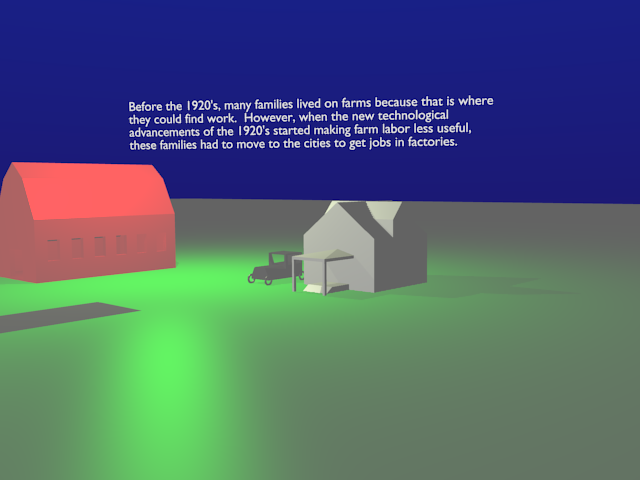 Before the 1920's, many families lived on farms because that is where
they could find work.  However, when the new technological
advancements of the 1920's started making farm labor less useful,
these families had to move to the cities to get jobs in factories.